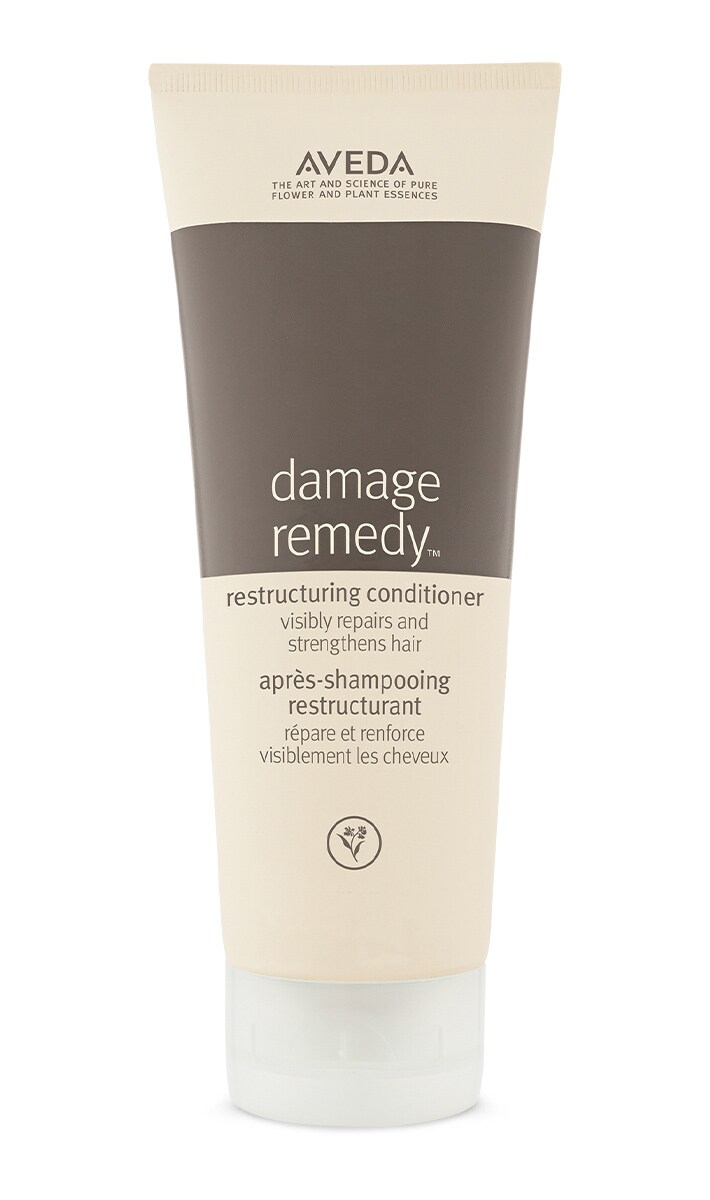 AVEDA
THE ART AND SCIENCE OF PURE
FLOWER AND PLANT ESSENCES
damage
remedy™
restructuring conditioner
visibly repairs and
strengthens hair
après-shampooing
restructurant
répare et renforce
visiblement les cheveux